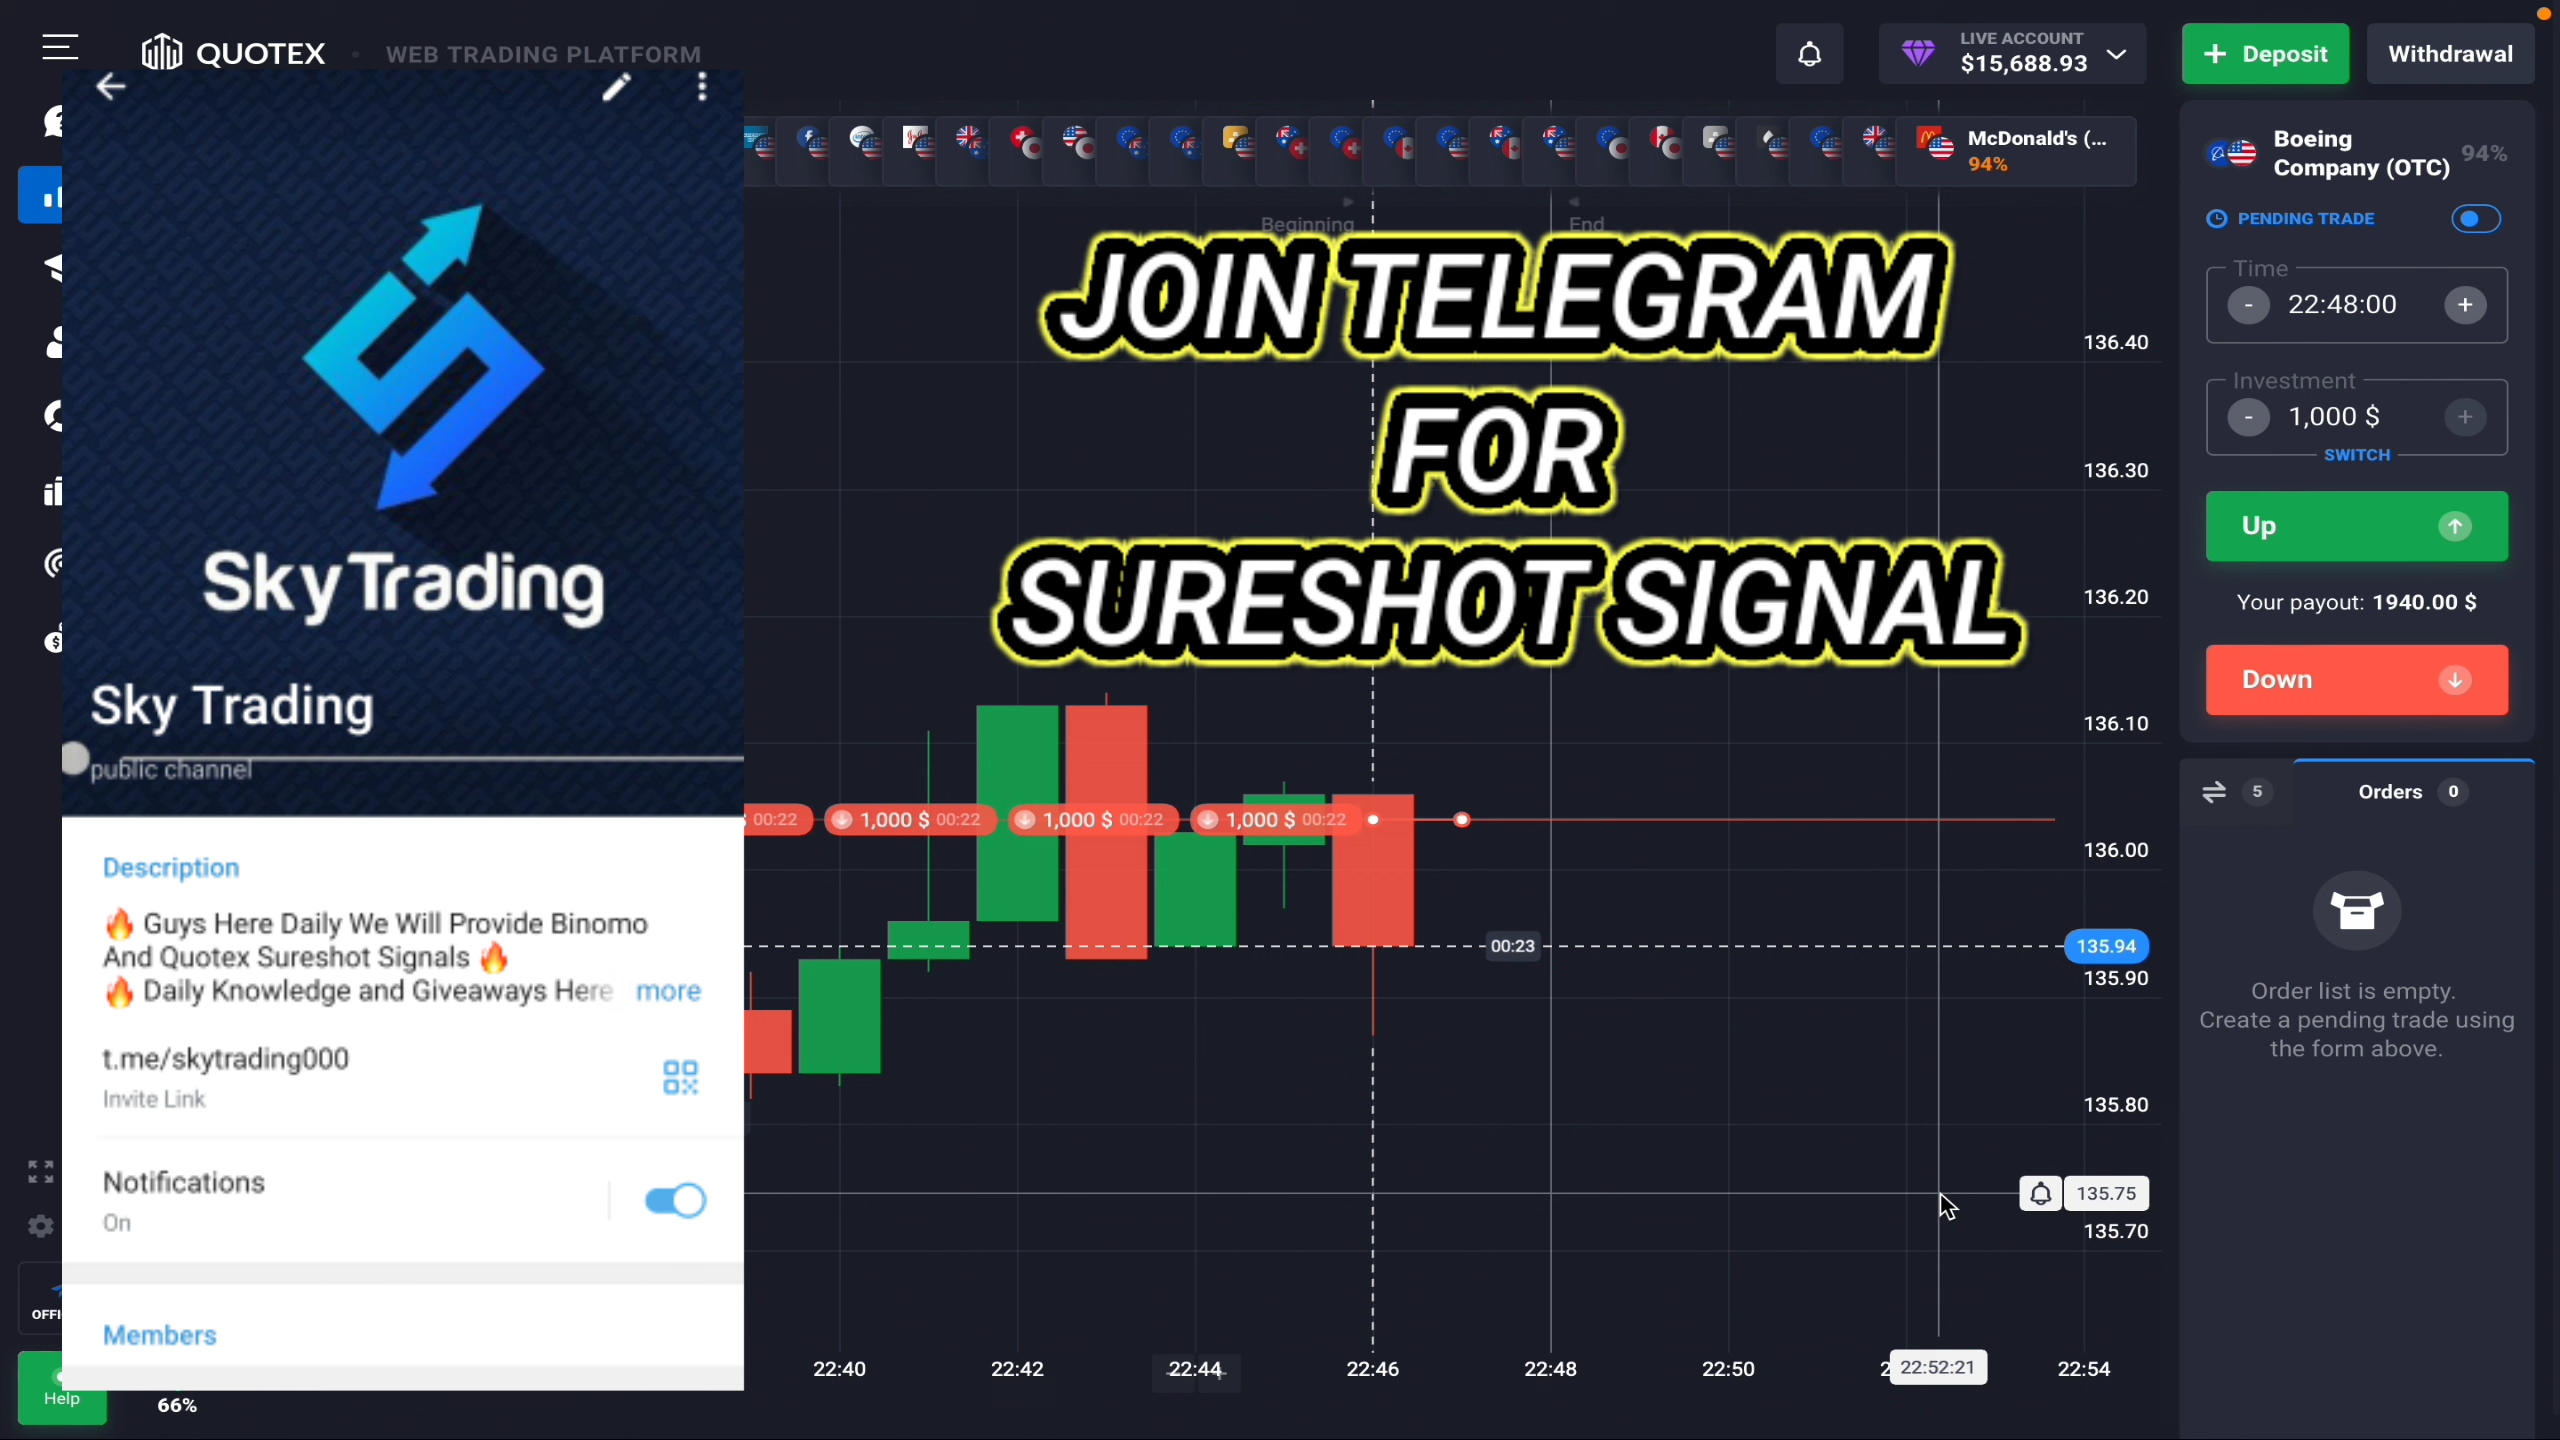 QUOTEX
WEB TRADING PLATFORM
LIVE ACCOUNT
$15,688.93
+ Deposit
Withdrawal
McDonald's (...
94%
Boeing
Company (OTC)
94%
PENDING TRADE
Beginning
End
Time
- 22:48:00 +
Investment
- 1,000 $ +
SWITCH
Up
Your payout: 1940.00 $
Down
5
Orders 0
Order list is empty.
Create a pending trade using
the form above.
JOIN TELEGRAM
FOR
SURESHOT SIGNAL
SkyTrading
Sky Trading
public channel
Description
🔥 Guys Here Daily We Will Provide Binomo
And Quotex Sureshot Signals 🔥
🔥 Daily Knowledge and Giveaways Here more
t.me/skytrading000
Invite Link
Notifications
On
Members
$ 00:22
1,000 $ 00:22
1,000 $ 00:22
1,000 $ 00:22
00:23
136.40
136.30
136.20
136.10
136.00
135.94
135.90
135.80
135.75
135.70
22:40
22:42
22:44
22:46
22:48
22:50
22:52:21
22:54
Help
66%